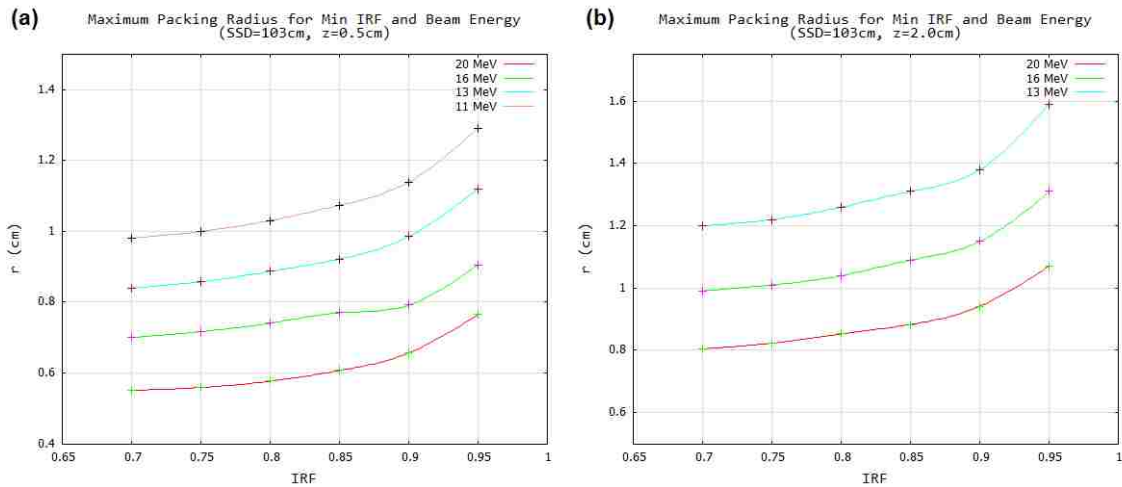 (a)
Maximum Packing Radius for Min IRF and Beam Energy
(SSD=103cm, z=0.5cm)
20 MeV
16 MeV
13 MeV
11 MeV
1.4
1.2
1
0.8
0.6
0.4
r (cm)
0.65 0.7 0.75 0.8 0.85 0.9 0.95 1
IRF
(b)
Maximum Packing Radius for Min IRF and Beam Energy
(SSD=103cm, z=2.0cm)
20 MeV
16 MeV
13 MeV
1.6
1.4
1.2
1
0.8
0.6
r (cm)
0.65 0.7 0.75 0.8 0.85 0.9 0.95 1
IRF